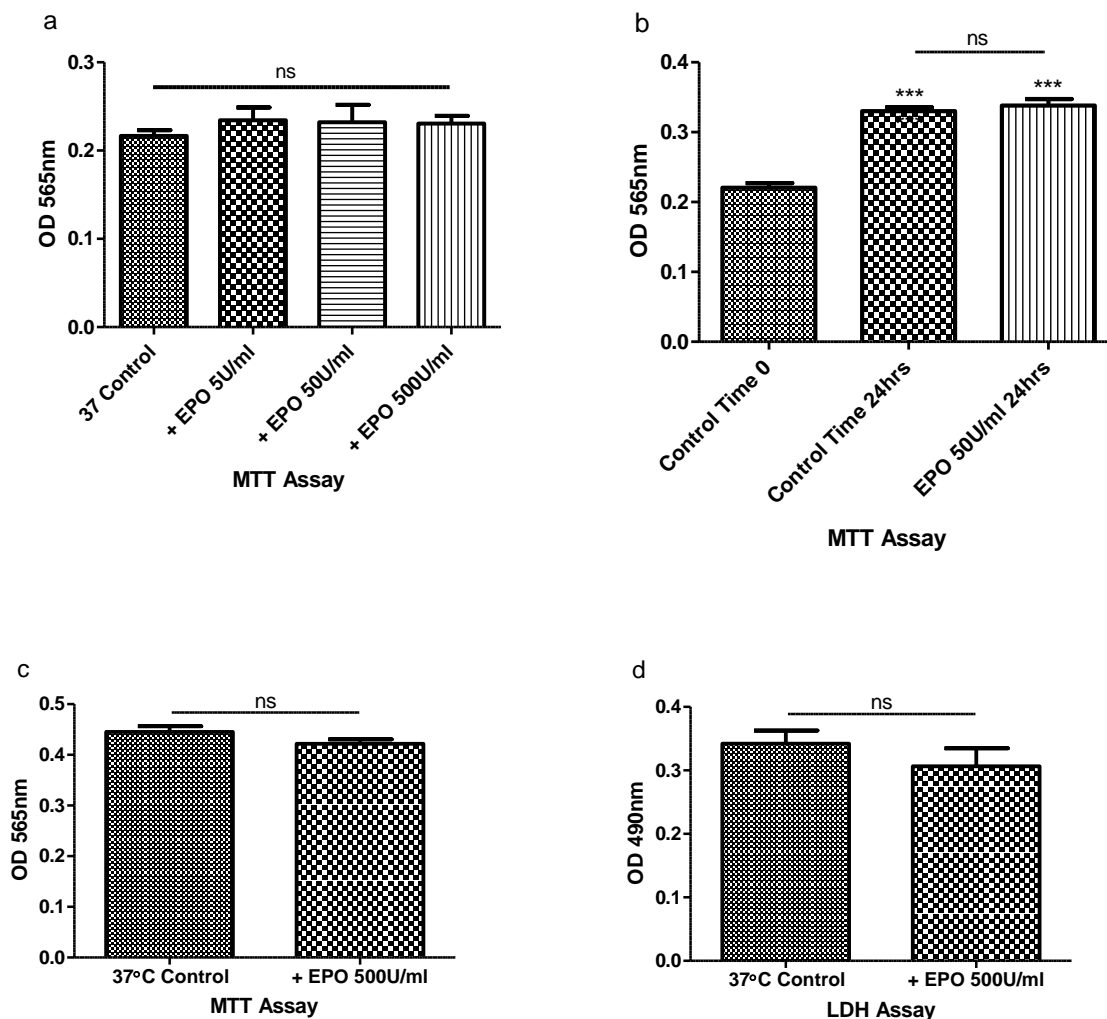 a
ns
0.3
0.2
0.1
0.0
OD 565nm
37 Control
+ EPO 5U/ml
+ EPO 50U/ml
+ EPO 500U/ml
MTT Assay
b
ns
***
***
0.4
0.3
0.2
0.1
0.0
OD 565nm
Control Time 0
Control Time 24hrs
EPO 50U/ml 24hrs
MTT Assay
c
ns
0.5
0.4
0.3
0.2
0.1
0.0
OD 565nm
37°C Control
+ EPO 500U/ml
MTT Assay
d
ns
0.4
0.3
0.2
0.1
0.0
OD 490nm
37°C Control
+ EPO 500U/ml
LDH Assay